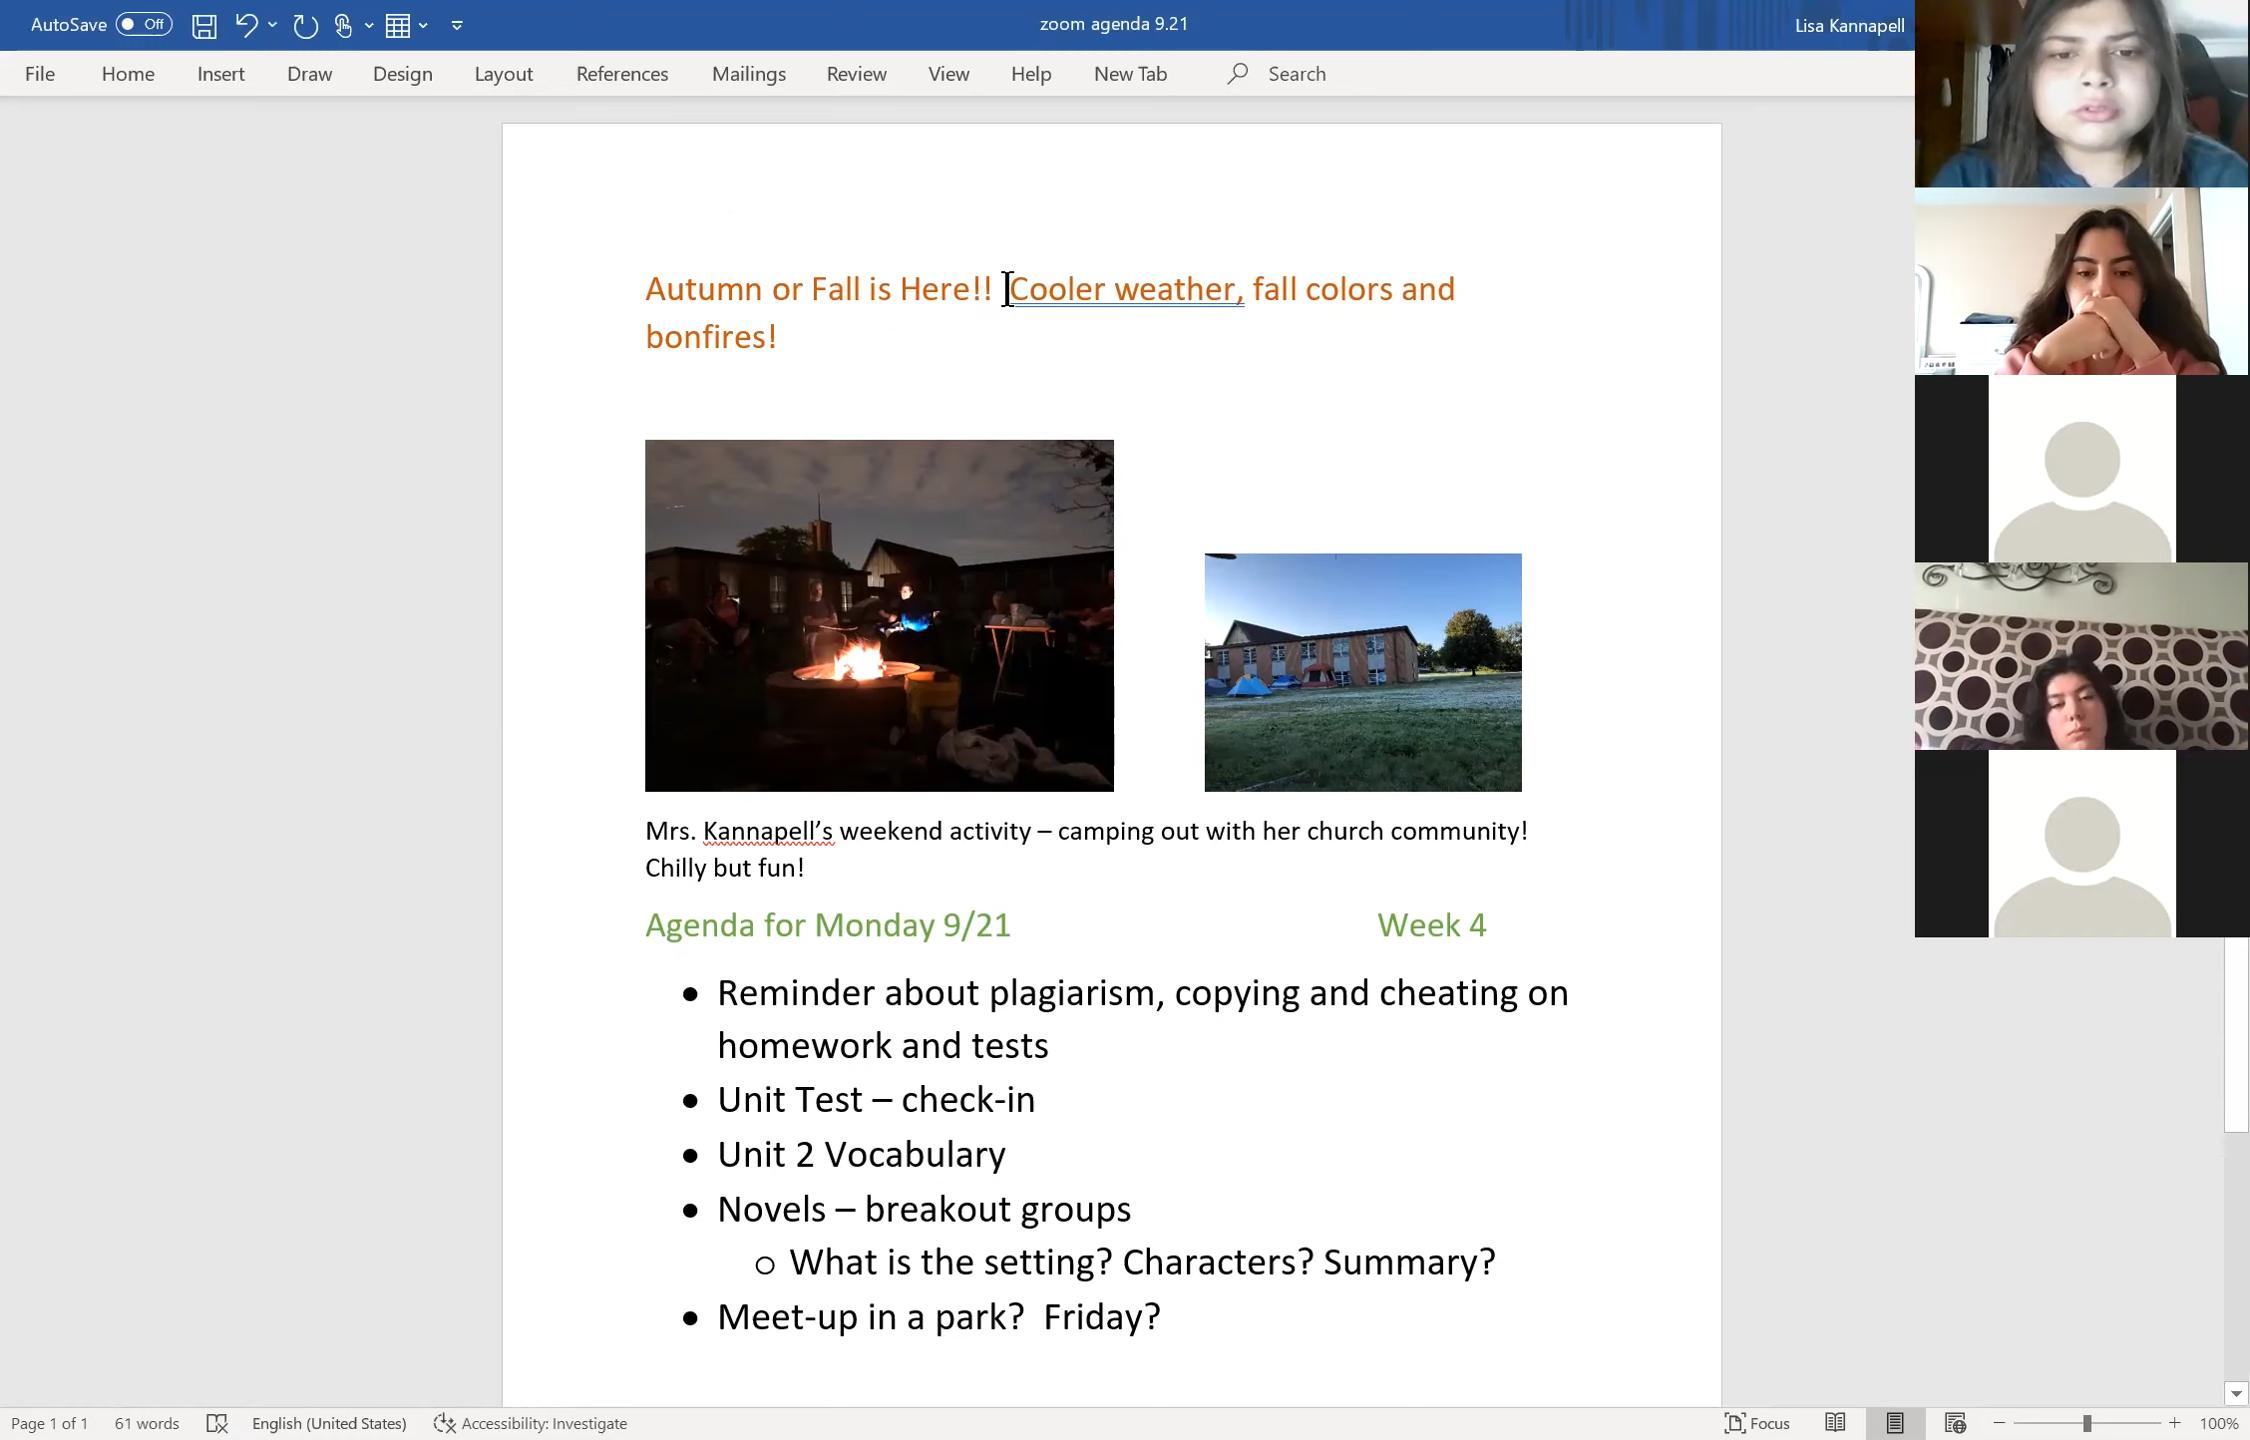 AutoSave Off zoom agenda 9.21 Lisa Kannapell
File Home Insert Draw Design Layout References Mailings Review View Help New Tab Search
Autumn or Fall is Here!! Cooler weather, fall colors and
bonfires!
Mrs. Kannapell’s weekend activity – camping out with her church community!
Chilly but fun!
Agenda for Monday 9/21 Week 4
• Reminder about plagiarism, copying and cheating on
homework and tests
• Unit Test – check-in
• Unit 2 Vocabulary
• Novels – breakout groups
o What is the setting? Characters? Summary?
• Meet-up in a park? Friday?
Page 1 of 1 61 words English (United States) Accessibility: Investigate Focus 100%